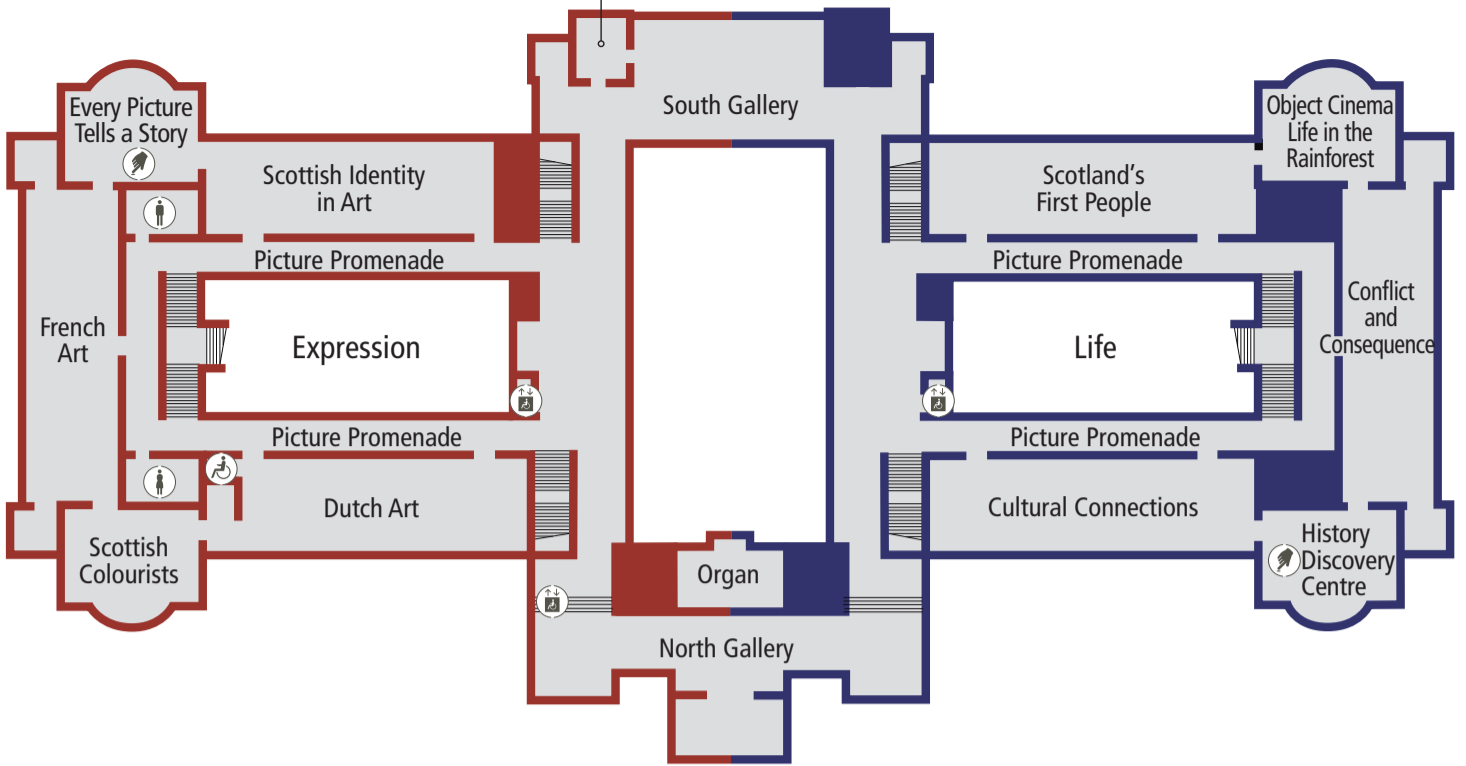 South Gallery
Every Picture
Tells a Story
Object Cinema
Life in the
Rainforest
Scottish Identity
in Art
Scotland's
First People
Picture Promenade
Picture Promenade
French
Art
Expression
Life
Conflict
and
Consequence
Picture Promenade
Picture Promenade
Dutch Art
Cultural Connections
Scottish
Colourists
Organ
History
Discovery
Centre
North Gallery